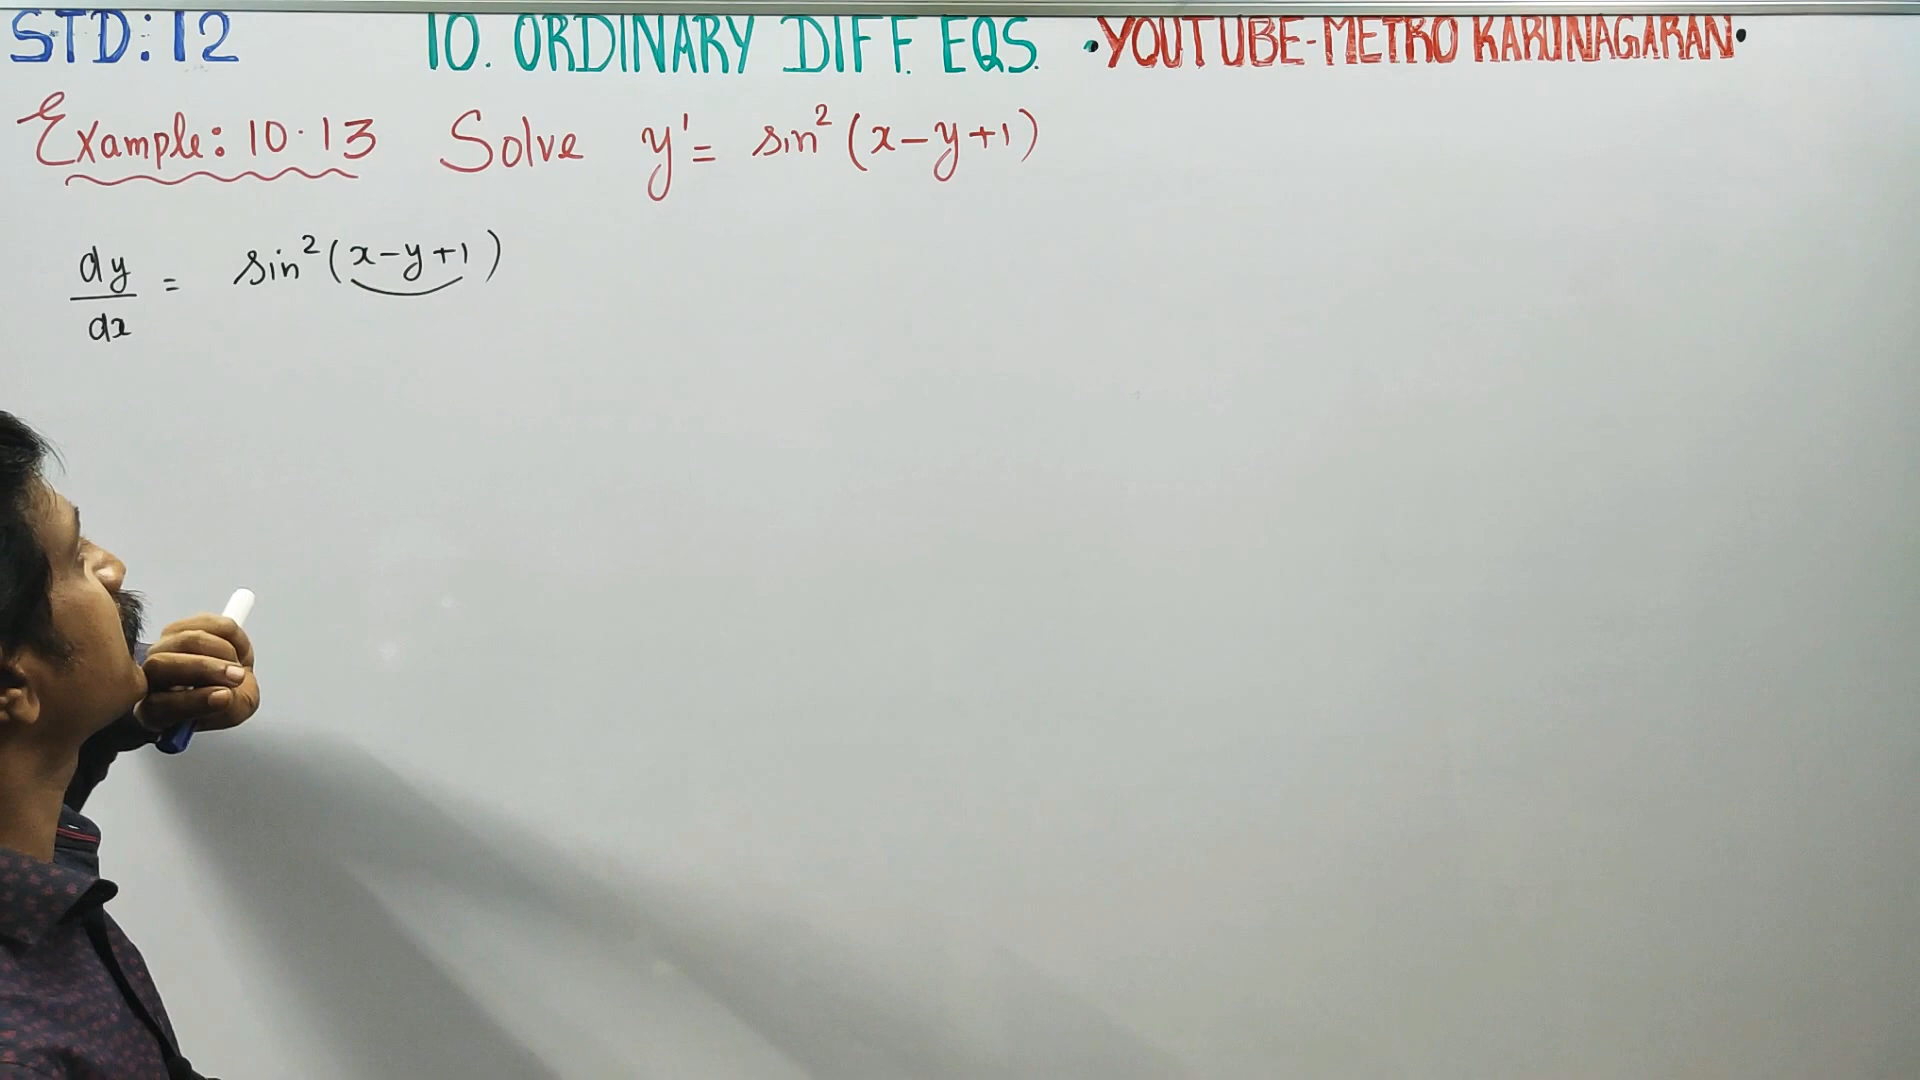 STD: 12 10. ORDINARY DIFF. EQS. •YOUTUBE-METRO KARUNAGARAN•
Example: 10.13 Solve y' = sin²(x-y+1)
dy/dx = sin²(x-y+1)